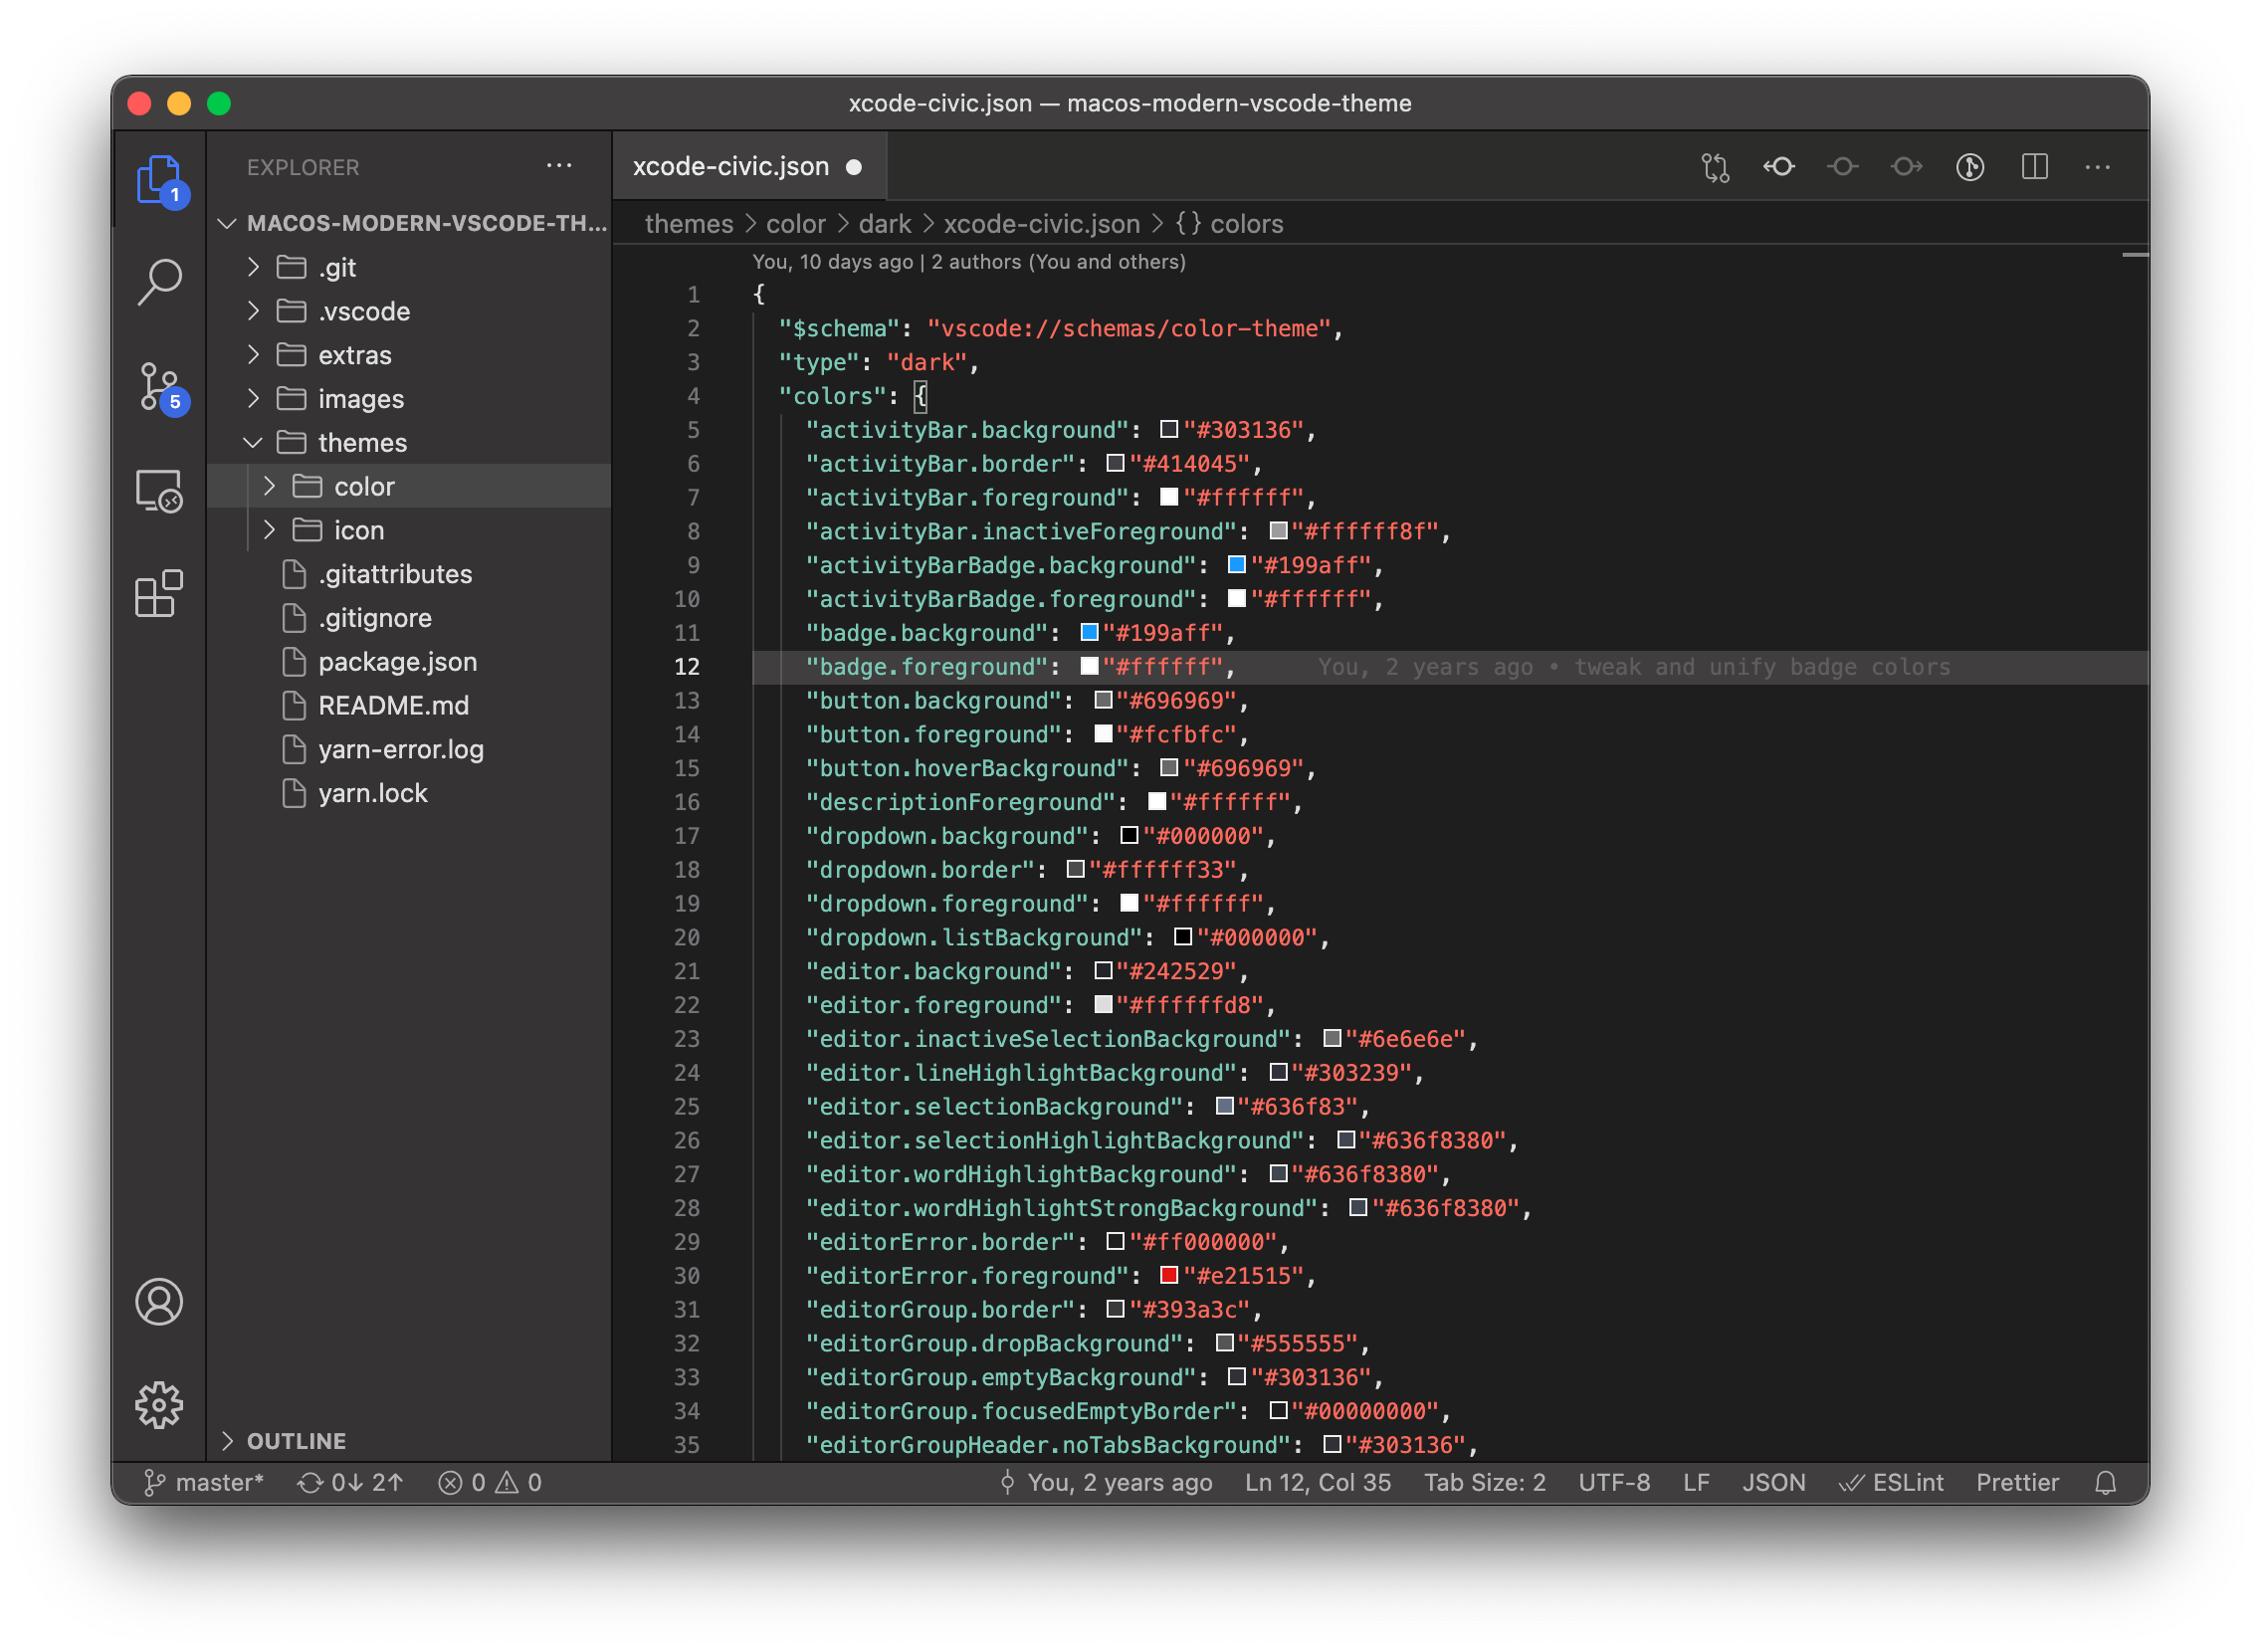 xcode-civic.json — macos-modern-vscode-theme
1
5
EXPLORER
MACOS-MODERN-VSCODE-TH...
.git
.vscode
extras
images
themes
color
icon
.gitattributes
.gitignore
package.json
README.md
yarn-error.log
yarn.lock
OUTLINE
xcode-civic.json
themes > color > dark > xcode-civic.json > {} colors
You, 10 days ago | 2 authors (You and others)
1 {
2 "$schema": "vscode://schemas/color-theme",
3 "type": "dark",
4 "colors": {
5 "activityBar.background": "#303136",
6 "activityBar.border": "#414045",
7 "activityBar.foreground": "#ffffff",
8 "activityBar.inactiveForeground": "#ffffff8f",
9 "activityBarBadge.background": "#199aff",
10 "activityBarBadge.foreground": "#ffffff",
11 "badge.background": "#199aff",
12 "badge.foreground": "#ffffff", You, 2 years ago • tweak and unify badge colors
13 "button.background": "#696969",
14 "button.foreground": "#fcfbfc",
15 "button.hoverBackground": "#696969",
16 "descriptionForeground": "#ffffff",
17 "dropdown.background": "#000000",
18 "dropdown.border": "#ffffff33",
19 "dropdown.foreground": "#ffffff",
20 "dropdown.listBackground": "#000000",
21 "editor.background": "#242529",
22 "editor.foreground": "#ffffffd8",
23 "editor.inactiveSelectionBackground": "#6e6e6e",
24 "editor.lineHighlightBackground": "#303239",
25 "editor.selectionBackground": "#636f83",
26 "editor.selectionHighlightBackground": "#636f8380",
27 "editor.wordHighlightBackground": "#636f8380",
28 "editor.wordHighlightStrongBackground": "#636f8380",
29 "editorError.border": "#ff000000",
30 "editorError.foreground": "#e21515",
31 "editorGroup.border": "#393a3c",
32 "editorGroup.dropBackground": "#555555",
33 "editorGroup.emptyBackground": "#303136",
34 "editorGroup.focusedEmptyBorder": "#00000000",
35 "editorGroupHeader.noTabsBackground": "#303136",
master* 0↓ 2↑ 0 0 You, 2 years ago Ln 12, Col 35 Tab Size: 2 UTF-8 LF JSON ESLint Prettier